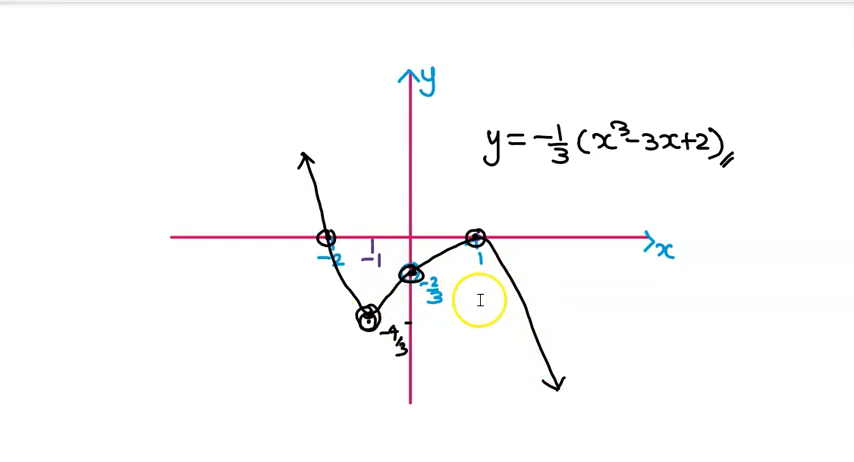 y
y = -1/3 (x³-3x+2)
x
-2
-1
1
-2/3
-4/3